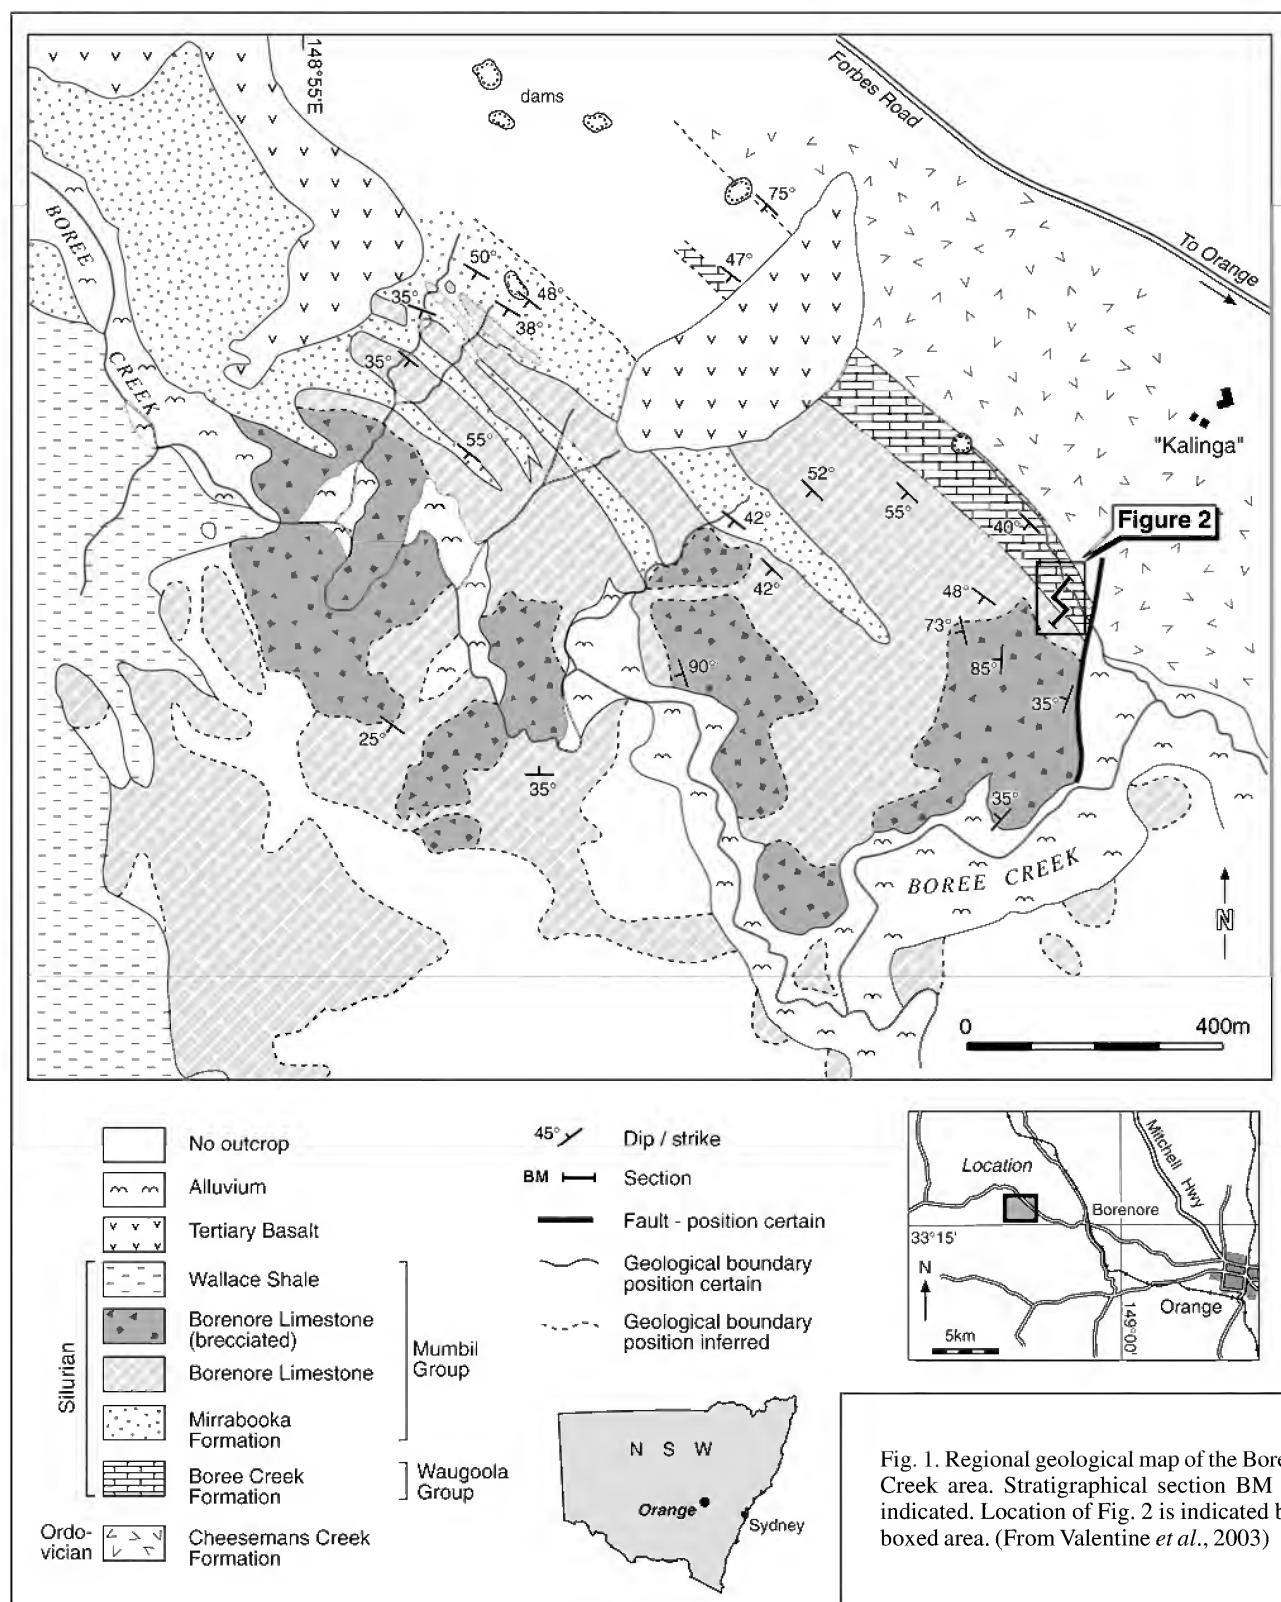 148°55'E
dams
Forbes Road
To Orange
75°
47°
50°
48°
35°
38°
35°
BOREE
CREEK
55°
"Kalinga"
52°
55°
40°
Figure 2
42°
42°
48°
73°
85°
90°
35°
25°
35°
35°
BOREE CREEK
N
0 400m
No outcrop
Alluvium
Tertiary Basalt
Wallace Shale
Borenore Limestone
(brecciated)
Borenore Limestone
Mirrabooka
Formation
Boree Creek
Formation
Cheesemans Creek
Formation
Silurian
Ordo-
vician
Mumbil
Group
Waugoola
Group
45° Dip / strike
BM Section
Fault - position certain
Geological boundary
position certain
Geological boundary
position inferred
Location
Mitchell Hwy
Borenore
33°15'
N
Orange
149°00'
5km
N S W
Orange
Sydney
Fig. 1. Regional geological map of the Bore
Creek area. Stratigraphical section BM
indicated. Location of Fig. 2 is indicated b
boxed area. (From Valentine et al., 2003)